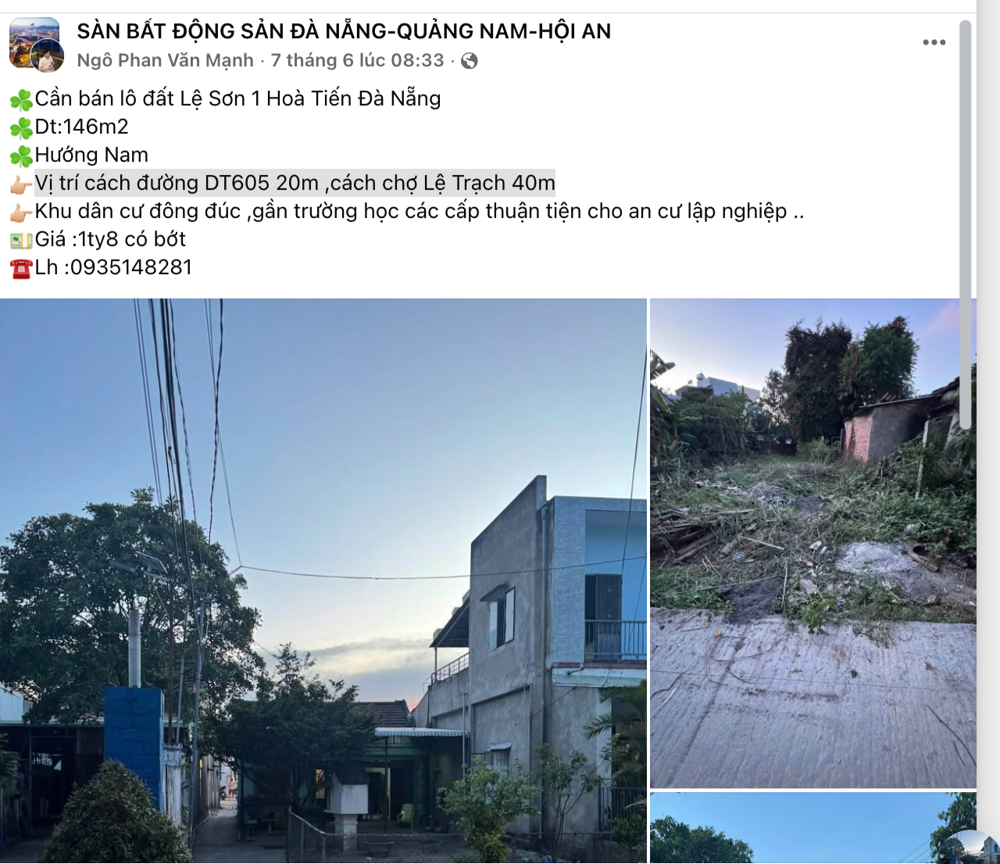 SÀN BẤT ĐỘNG SẢN ĐÀ NẴNG-QUẢNG NAM-HỘI AN
Ngô Phan Văn Mạnh · 7 tháng 6 lúc 08:33 ·
☘️Cần bán lô đất Lệ Sơn 1 Hoà Tiến Đà Nẵng
☘️Dt:146m2
☘️Hướng Nam
👉🏼Vị trí cách đường DT605 20m ,cách chợ Lệ Trạch 40m
👉🏼Khu dân cư đông đúc ,gần trường học các cấp thuận tiện cho an cư lập nghiệp ..
💵Giá :1ty8 có bớt
☎️Lh :0935148281